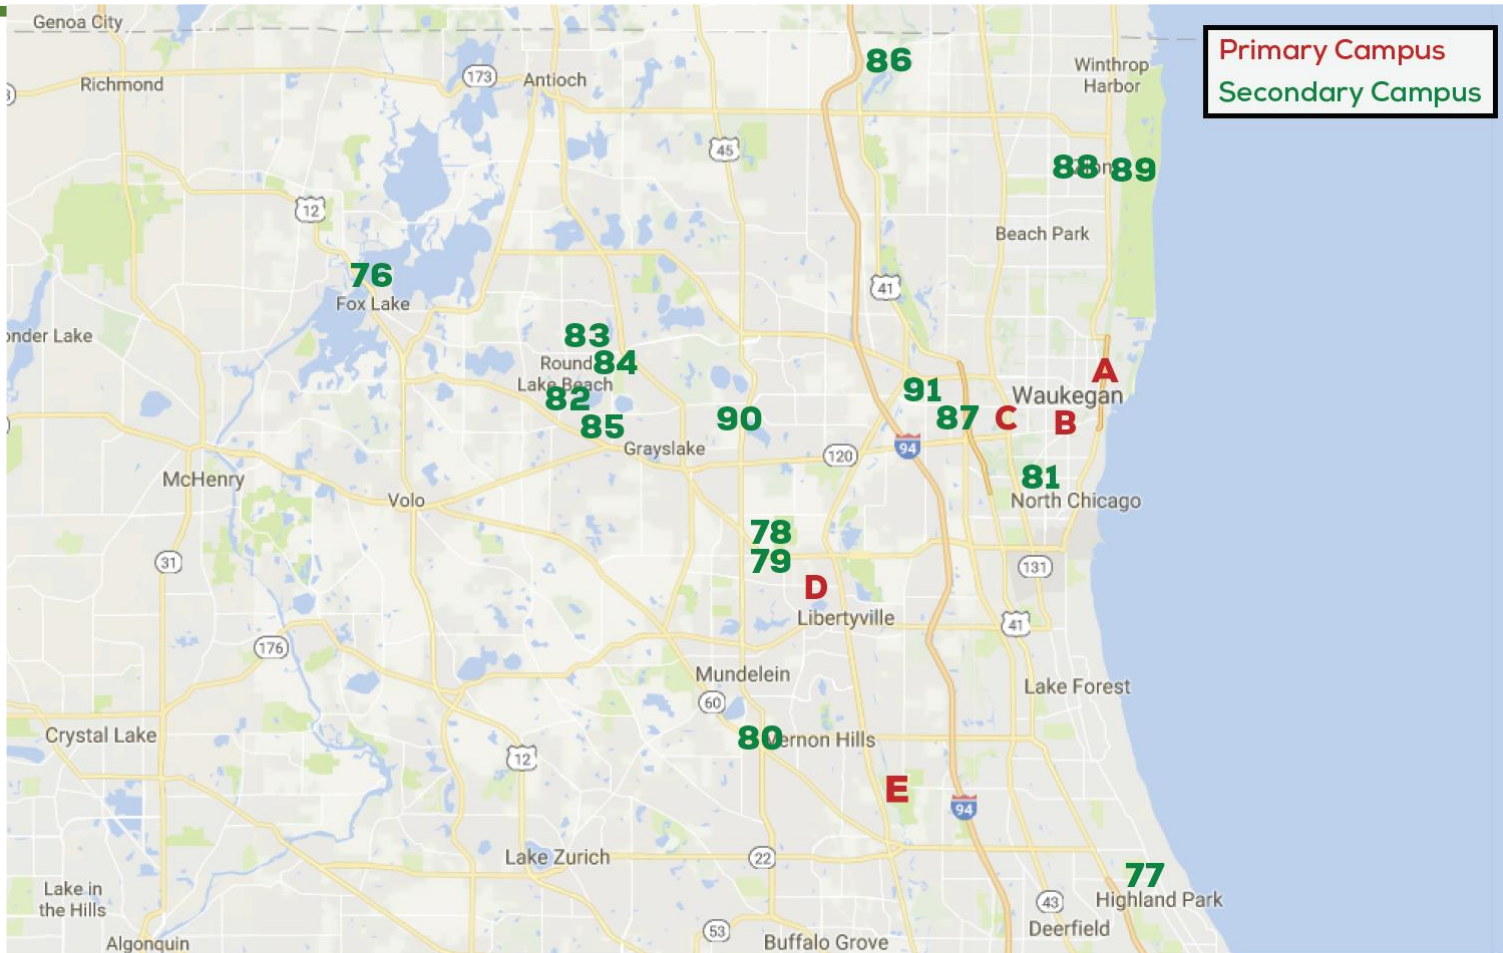 Genoa City
Primary Campus
Secondary Campus
86
Winthrop
Harbor
Richmond
173
Antioch
45
88
89
12
Beach Park
76
Fox Lake
41
83
onder Lake
Round
84
Lake Beach
A
Waukegan
82
91
90
87
C
B
85
Grayslake
120
94
McHenry
81
Volo
North Chicago
78
79
31
131
D
Libertyville
41
176
Mundelein
Lake Forest
60
Crystal Lake
80
ernon Hills
12
E
94
Lake Zurich
22
77
Lake in
the Hills
43
Highland Park
53
Deerfield
Algonquin
Buffalo Grove